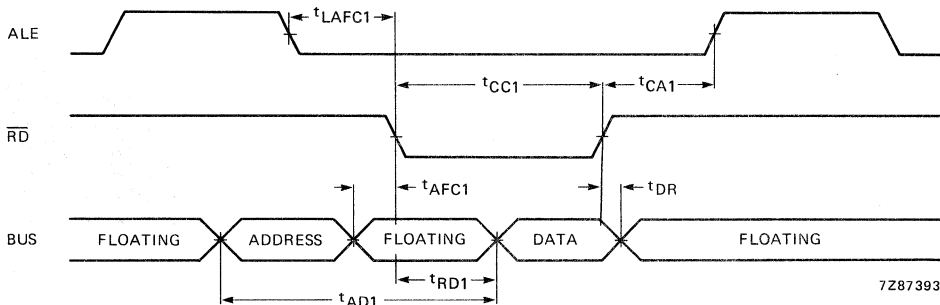 ALE
tLAFC1
tCC1
tCA1
RD
tAFC1
tDR
BUS
FLOATING ADDRESS FLOATING DATA FLOATING
tRD1
tAD1
7Z87393